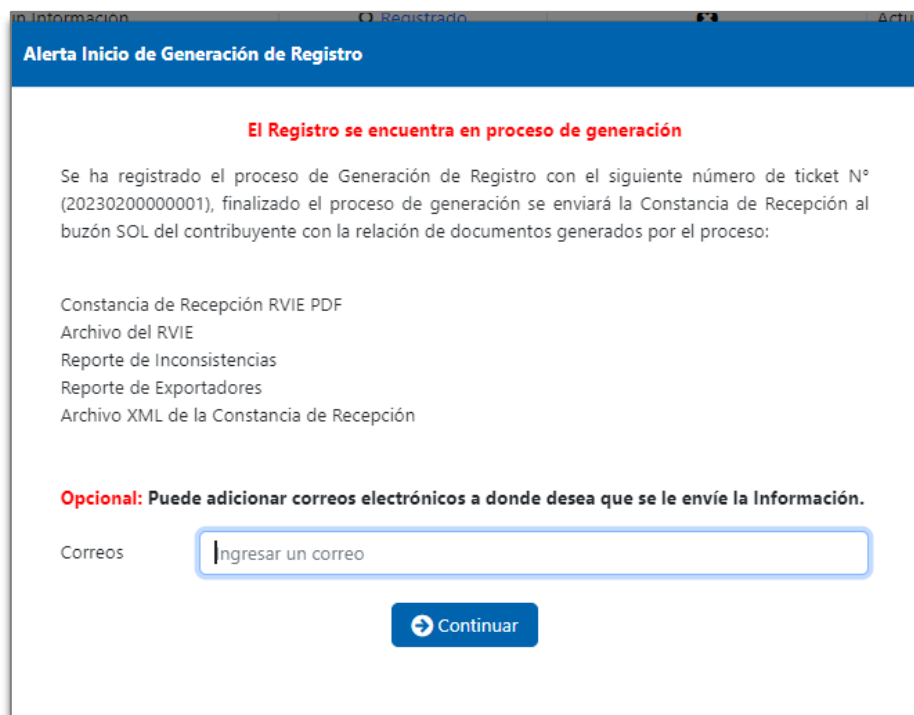 n Información Registrado Actu
Alerta Inicio de Generación de Registro
El Registro se encuentra en proceso de generación
Se ha registrado el proceso de Generación de Registro con el siguiente número de ticket N°
(20230200000001), finalizado el proceso de generación se enviará la Constancia de Recepción al
buzón SOL del contribuyente con la relación de documentos generados por el proceso:
Constancia de Recepción RVIE PDF
Archivo del RVIE
Reporte de Inconsistencias
Reporte de Exportadores
Archivo XML de la Constancia de Recepción
Opcional: Puede adicionar correos electrónicos a donde desea que se le envíe la Información.
Correos Ingresar un correo
Continuar